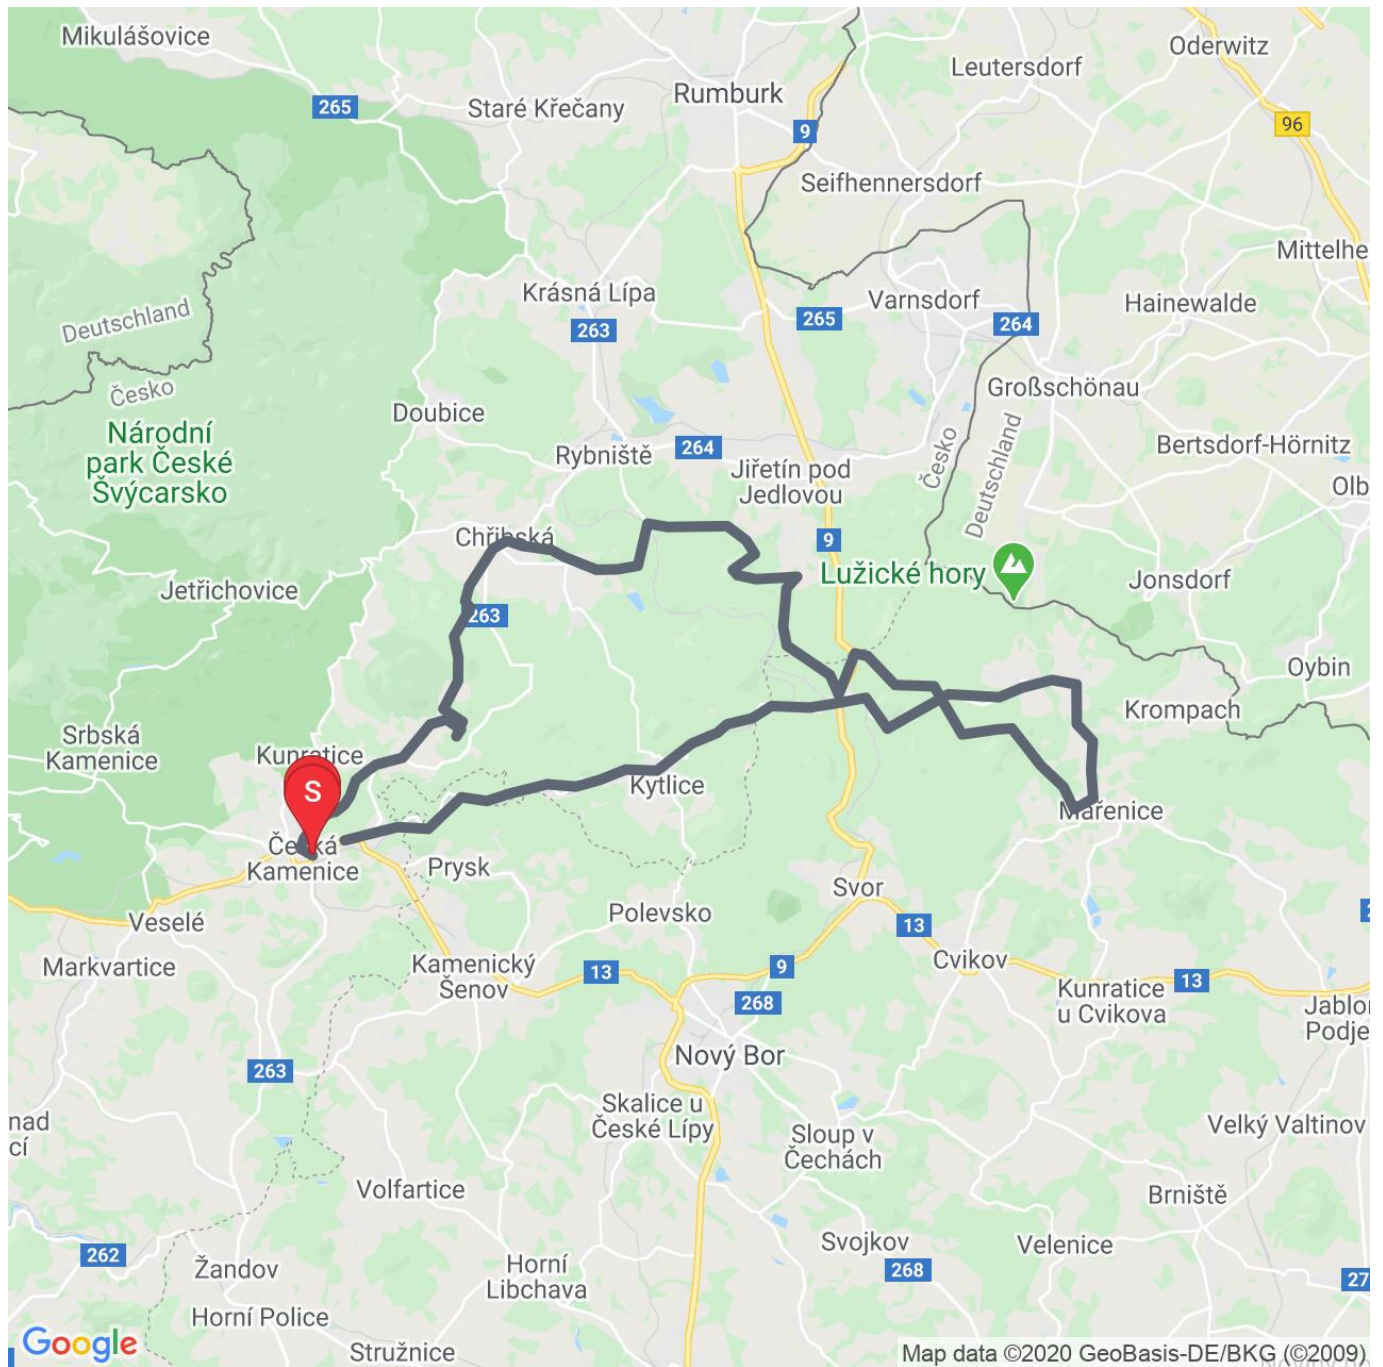 Mikulášovice
Oderwitz
Leutersdorf
Rumburk
265
Staré Křečany
9
96
Seifhennersdorf
Mittelhe
Krásná Lípa
Varnsdorf
Hainewalde
Deutschland
263
265
264
Česko
Großschönau
Doubice
Národní
park České
Švýcarsko
Rybniště
264
Jiřetín pod
Jedlovou
Česko
Deutschland
Bertsdorf-Hörnitz
Olb
Chřibská
9
Lužické hory
Jonsdorf
Jetřichovice
263
Oybin
Krompach
Srbská
Kamenice
Kunratice
S
Kytlice
Mařenice
Česká
Kamenice
Prysk
Svor
Veselé
Polevsko
13
Markvartice
Kamenický
Šenov
13
9
Cvikov
268
Kunratice
u Cvikova
13
Jablon
Podje
Nový Bor
263
nad
cí
Skalice u
České Lípy
Sloup v
Čechách
Velký Valtinov
Volfartice
Brniště
262
Žandov
Horní
Libchava
Svojkov
268
Velenice
27
Horní Police
Google
Stružnice
Map data ©2020 GeoBasis-DE/BKG (©2009)